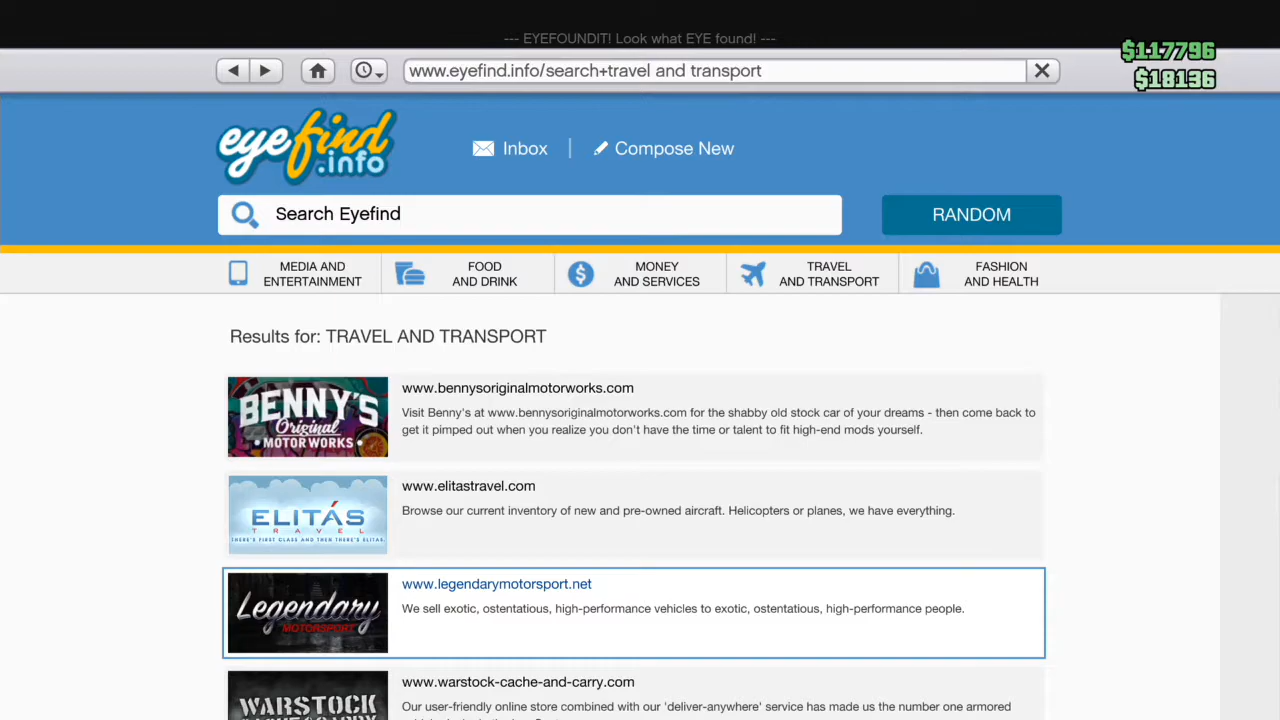 --- EYEFOUNDIT! Look what EYE found! ---
$117796
www.eyefind.info/search+travel and transport
$18136
eyefind
.info
Inbox
Compose New
Search Eyefind
RANDOM
MEDIA AND
ENTERTAINMENT
FOOD
AND DRINK
MONEY
AND SERVICES
TRAVEL
AND TRANSPORT
FASHION
AND HEALTH
Results for: TRAVEL AND TRANSPORT
BENNY'S
Original
MOTOR WORKS
www.bennysoriginalmotorworks.com
Visit Benny's at www.bennysoriginalmotorworks.com for the shabby old stock car of your dreams - then come back to
get it pimped out when you realize you don't have the time or talent to fit high-end mods yourself.
ELITÁS
TRAVEL
THERE'S FIRST CLASS AND THEN THERE'S ELITAS.
www.elitastravel.com
Browse our current inventory of new and pre-owned aircraft. Helicopters or planes, we have everything.
Legendary
MOTORSPORT
www.legendarymotorsport.net
We sell exotic, ostentatious, high-performance vehicles to exotic, ostentatious, high-performance people.
WARSTOCK
www.warstock-cache-and-carry.com
Our user-friendly online store combined with our 'deliver-anywhere' service has made us the number one armored